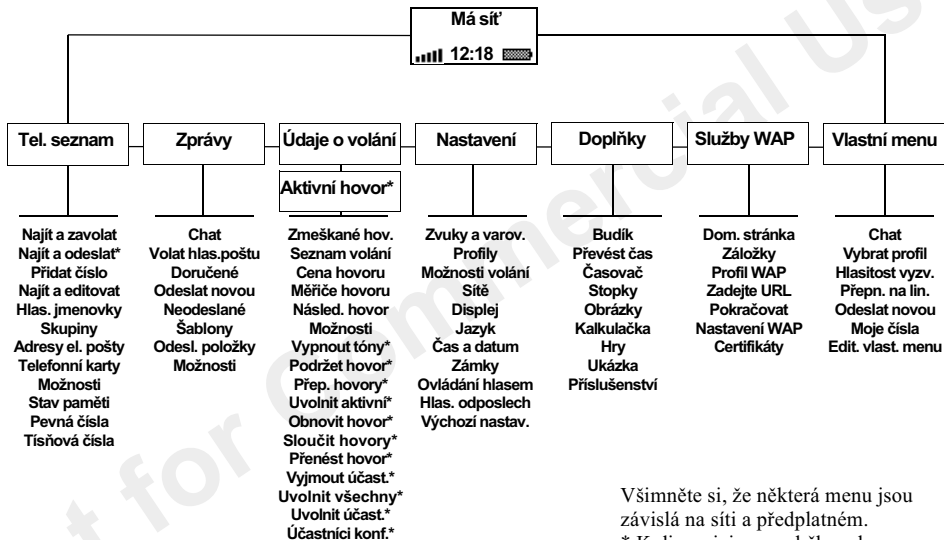 Má síť
12:18
Tel. seznam
Zprávy
Údaje o volání
Nastavení
Doplňky
Služby WAP
Vlastní menu
Aktivní hovor*
Najít a zavolat
Najít a odeslat*
Přidat číslo
Najít a editovat
Hlas. jmenovky
Skupiny
Adresy el. pošty
Telefonní karty
Možnosti
Stav paměti
Pevná čísla
Tísňová čísla
Chat
Volat hlas.poštu
Doručené
Odeslat novou
Neodeslané
Šablony
Odesl. položky
Možnosti
Zmeškané hov.
Seznam volání
Cena hovoru
Měřiče hovoru
Násled. hovor
Možnosti
Vypnout tóny*
Podržet hovor*
Přep. hovory*
Uvolnit aktivní*
Obnovit hovor*
Sloučit hovory*
Přenést hovor*
Vyjmout účast.*
Uvolnit všechny*
Uvolnit účast.*
Účastníci konf.*
Zvuky a varov.
Profily
Možnosti volání
Sítě
Displej
Jazyk
Čas a datum
Zámky
Ovládání hlasem
Hlas. odposlech
Výchozí nastav.
Budík
Převést čas
Časovač
Stopky
Obrázky
Kalkulačka
Hry
Ukázka
Příslušenství
Dom. stránka
Záložky
Profil WAP
Zadejte URL
Pokračovat
Nastavení WAP
Certifikáty
Chat
Vybrat profil
Hlasitost vyzv.
Přepn. na lin.
Odeslat novou
Moje čísla
Edit. vlast. menu
Všimněte si, že některá menu jsou
závislá na síti a předplatném.
t for Commercial Us